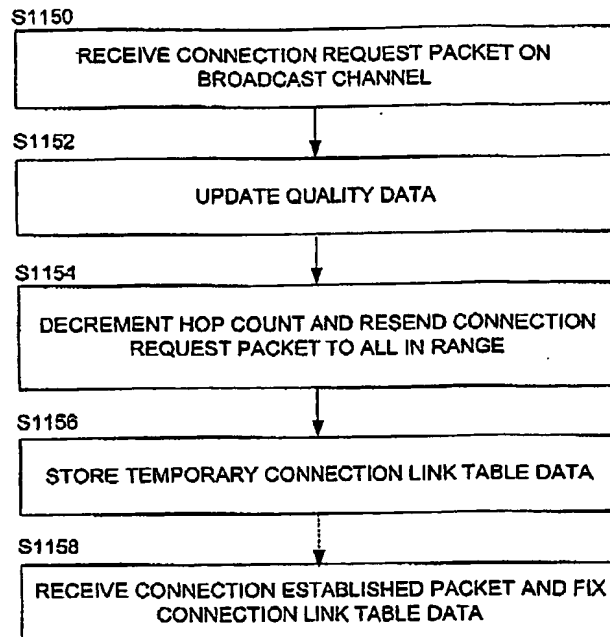 S1150
RECEIVE CONNECTION REQUEST PACKET ON
BROADCAST CHANNEL
S1152
UPDATE QUALITY DATA
S1154
DECREMENT HOP COUNT AND RESEND CONNECTION
REQUEST PACKET TO ALL IN RANGE
S1156
STORE TEMPORARY CONNECTION LINK TABLE DATA
S1158
RECEIVE CONNECTION ESTABLISHED PACKET AND FIX
CONNECTION LINK TABLE DATA